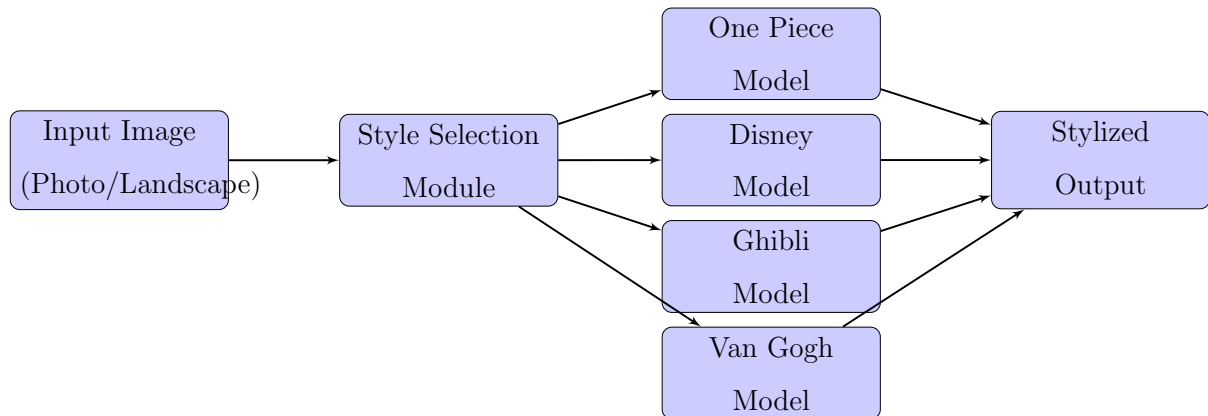 Input Image
(Photo/Landscape)
Style Selection
Module
One Piece
Model
Disney
Model
Ghibli
Model
Van Gogh
Model
Stylized
Output